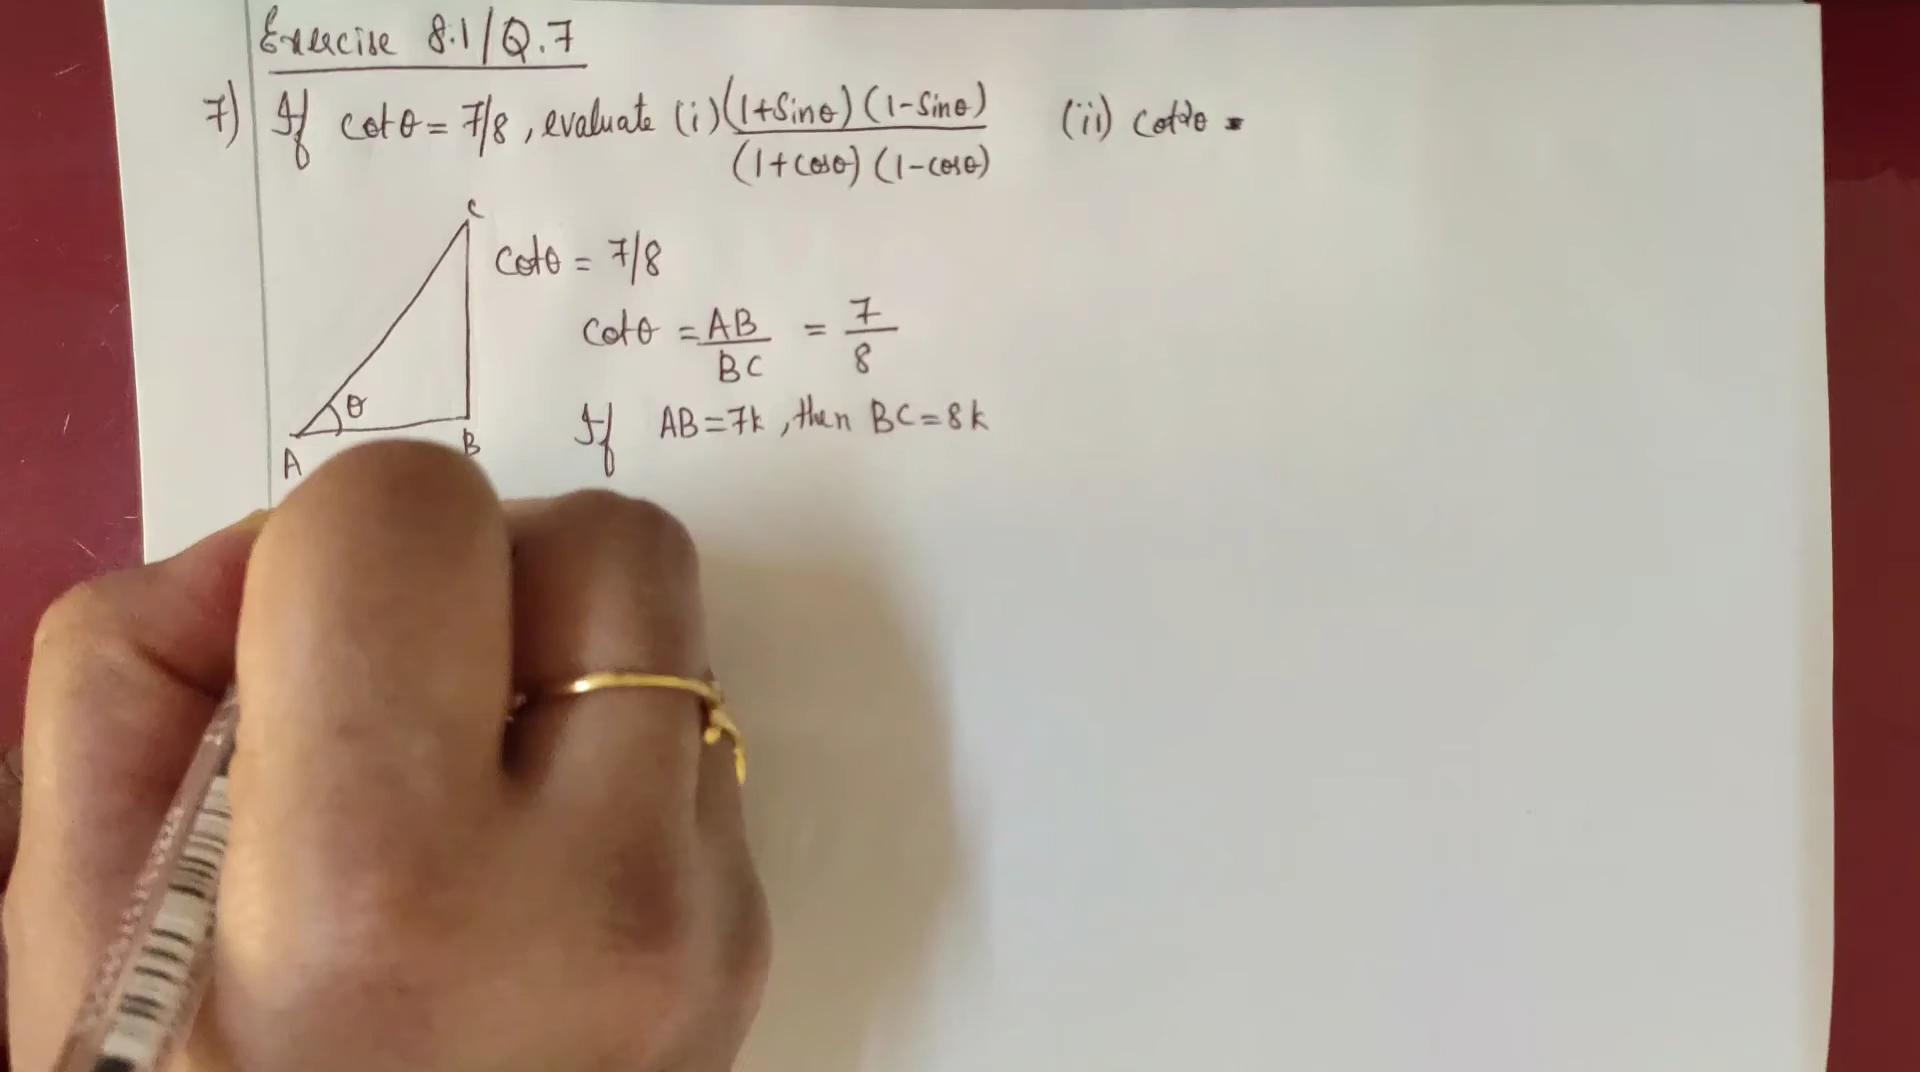 Exercise 8.1/Q.7
7) If cotθ = 7/8, evaluate (i) (1+Sinθ) (1-Sinθ) (ii) cot²θ
(1+cosθ) (1-cosθ)
C
cotθ = 7/8
cotθ = AB = 7
BC 8
θ
If AB=7k, then BC=8k
A B